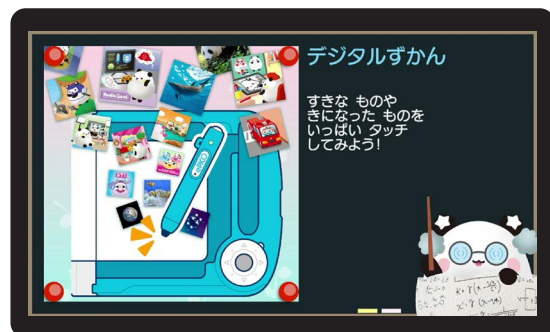 デジタルずかん
すきな ものや
きになった ものを
いっぱい タッチ
してみよう!
PICO